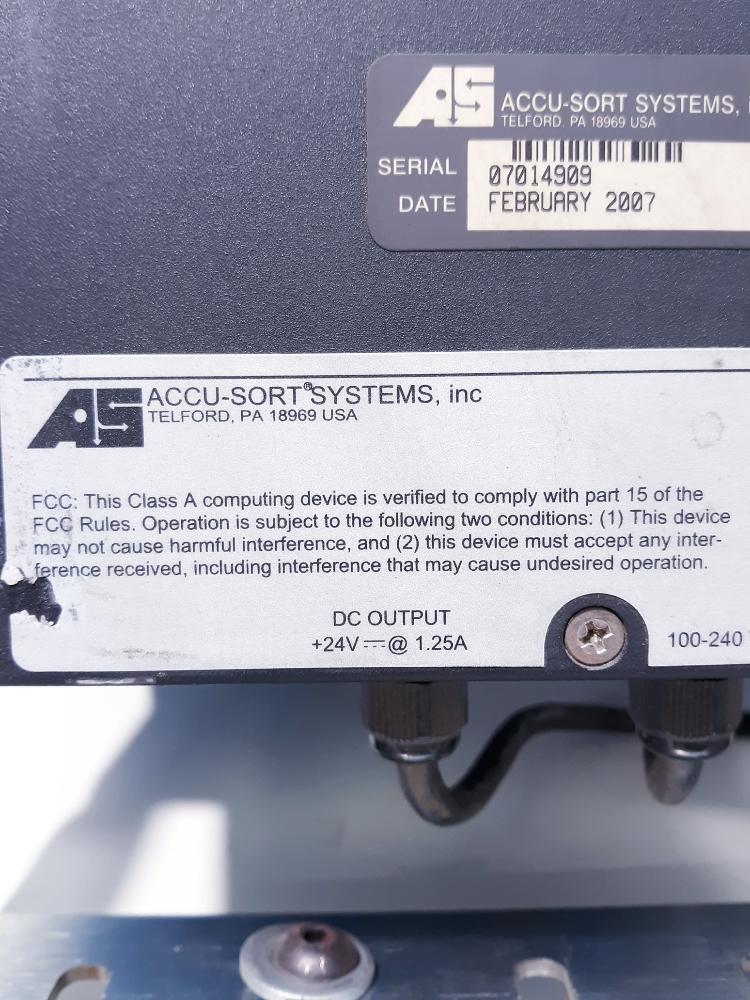 AS ACCU-SORT SYSTEMS,
TELFORD, PA 18969 USA
SERIAL 07014909
DATE FEBRUARY 2007
AS ACCU-SORT® SYSTEMS, inc
TELFORD, PA 18969 USA
FCC: This Class A computing device is verified to comply with part 15 of the
FCC Rules. Operation is subject to the following two conditions: (1) This device
may not cause harmful interference, and (2) this device must accept any inter-
ference received, including interference that may cause undesired operation.
DC OUTPUT
+24V ⎓ @ 1.25A
100-240